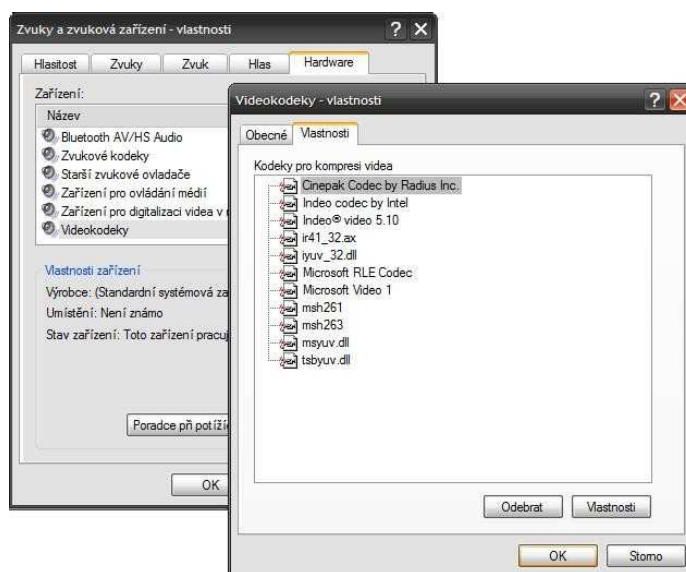 Zvuky a zvuková zařízení - vlastnosti
Hlasitost Zvuky Zvuk Hlas Hardware
Zařízení:
Název
Bluetooth AV/HS Audio
Zvukové kodeky
Starší zvukové ovladače
Zařízení pro ovládání médií
Zařízení pro digitalizaci videa v
Videokodeky
Vlastnosti zařízení
Výrobce: (Standardní systémová za
Umístění: Není známo
Stav zařízení: Toto zařízení pracuj
Poradce při potížíc
OK
Videokodeky - vlastnosti
Obecné Vlastnosti
Kodeky pro kompresi videa
Cinepak Codec by Radius Inc.
Indeo codec by Intel
Indeo® video 5.10
ir41_32.ax
iyuv_32.dll
Microsoft RLE Codec
Microsoft Video 1
msh261
msh263
msyuv.dll
tsbyuv.dll
Odebrat Vlastnosti
OK Storno